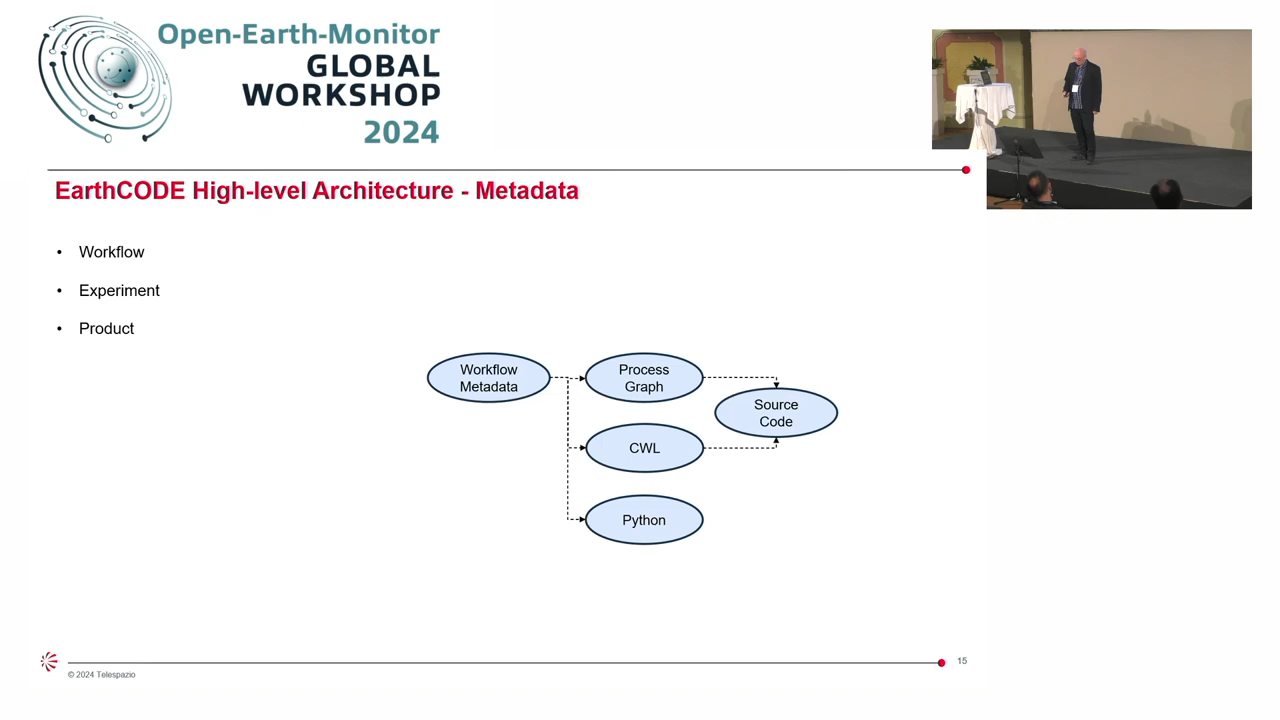 Open-Earth-Monitor
GLOBAL
WORKSHOP
2024
EarthCODE High-level Architecture - Metadata
• Workflow
• Experiment
• Product
Workflow
Metadata
Process
Graph
Source
Code
CWL
Python
15
© 2024 Telespazio